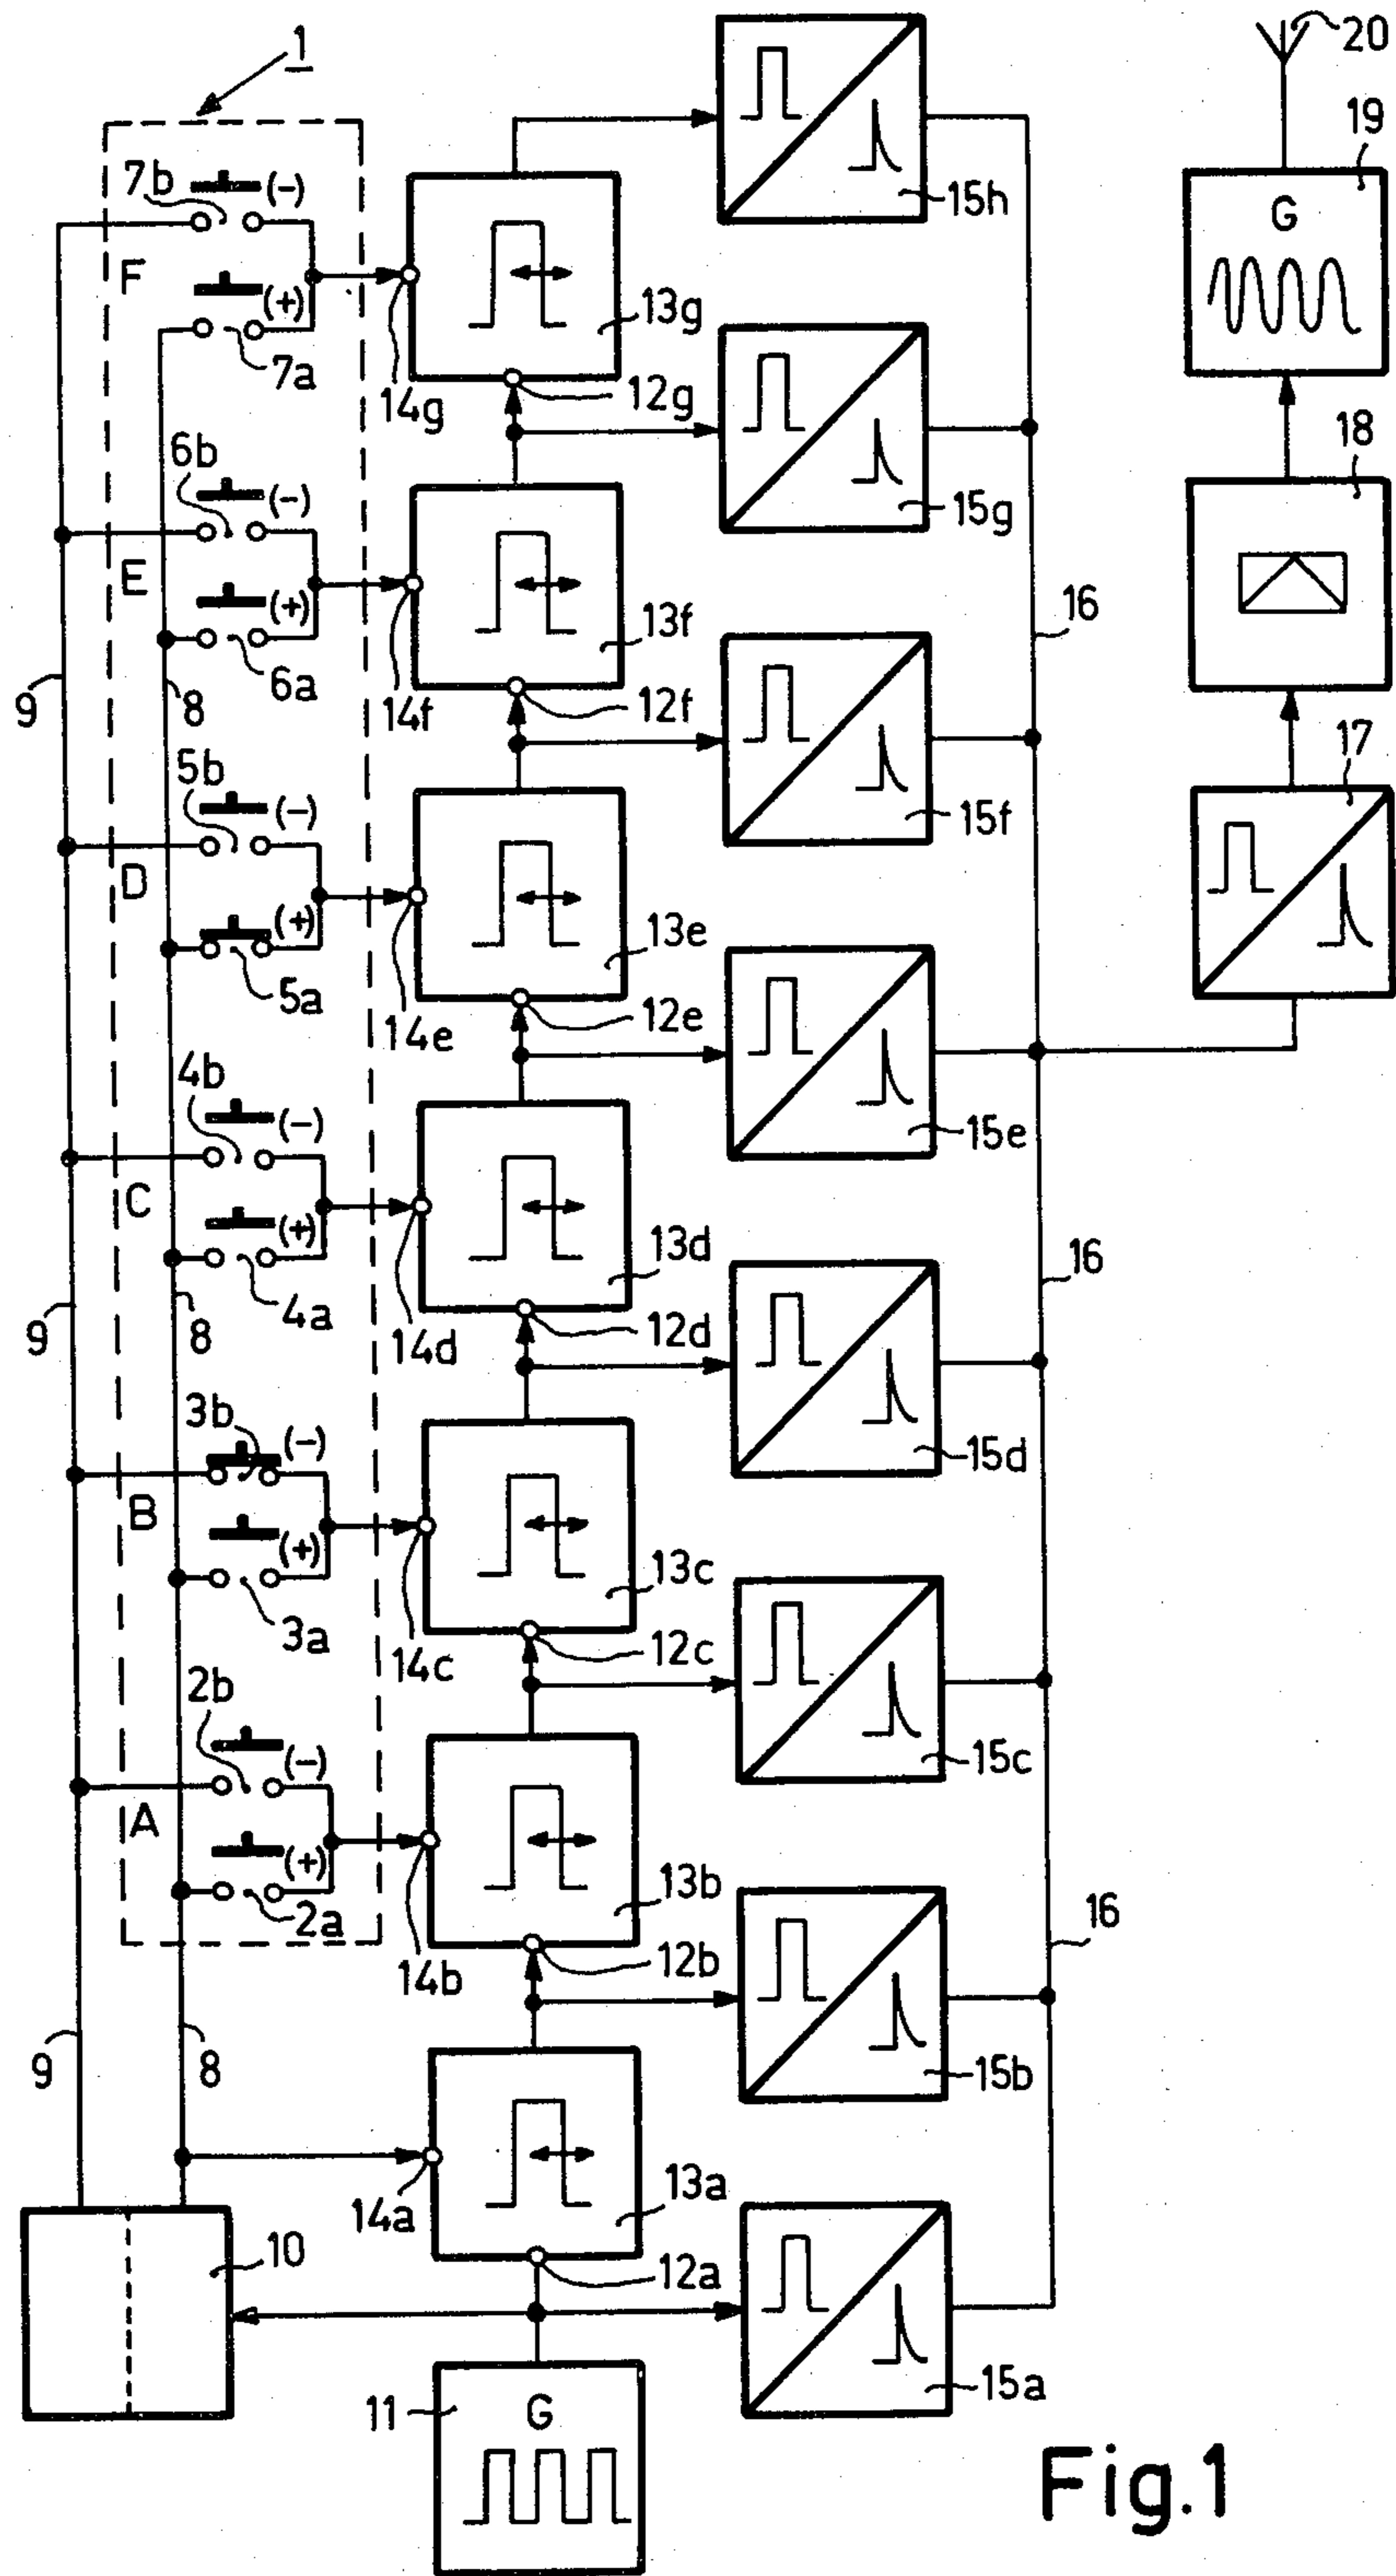 1
20
19
G
7b
(-)
15h
F
(+)
13g
7a
14g
12g
18
6b
(-)
15g
E
(+)
16
13f
9
8
6a
14f
12f
17
5b
(-)
15f
D
(+)
13e
5a
14e
12e
4b
(-)
15e
C
(+)
13d
16
9
8
4a
14d
12d
3b
(-)
15d
B
(+)
13c
3a
14c
12c
2b
(-)
15c
A
(+)
13b
2a
16
14b
12b
9
8
15b
13a
14a
10
12a
15a
11
G
Fig.1